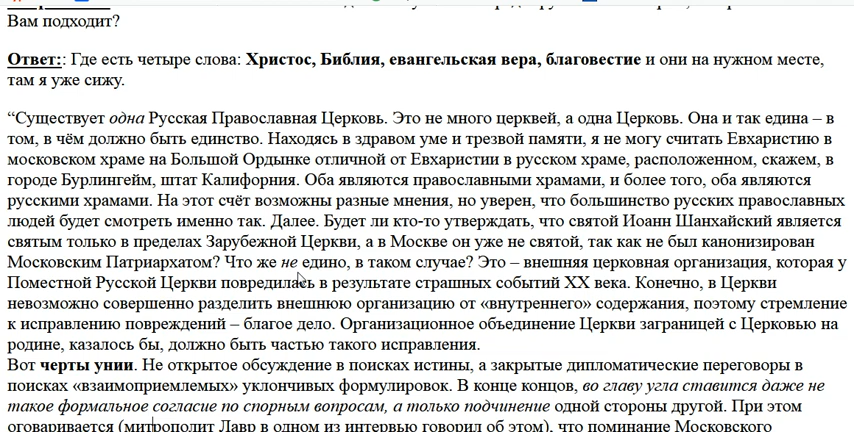 Вам подходит?
Ответ:: Где есть четыре слова: Христос, Библия, евангельская вера, благовестие и они на нужном месте,
там я уже сижу.
“Существует одна Русская Православная Церковь. Это не много церквей, а одна Церковь. Она и так едина – в
том, в чём должно быть единство. Находясь в здравом уме и трезвой памяти, я не могу считать Евхаристию в
московском храме на Большой Ордынке отличной от Евхаристии в русском храме, расположенном, скажем, в
городе Бурлингейм, штат Калифорния. Оба являются православными храмами, и более того, оба являются
русскими храмами. На этот счёт возможны разные мнения, но уверен, что большинство русских православных
людей будет смотреть именно так. Далее. Будет ли кто-то утверждать, что святой Иоанн Шанхайский является
святым только в пределах Зарубежной Церкви, а в Москве он уже не святой, так как не был канонизирован
Московским Патриархатом? Что же не едино, в таком случае? Это – внешняя церковная организация, которая у
Поместной Русской Церкви повредилась в результате страшных событий XX века. Конечно, в Церкви
невозможно совершенно разделить внешнюю организацию от «внутреннего» содержания, поэтому стремление
к исправлению повреждений – благое дело. Организационное объединение Церкви заграницей с Церковью на
родине, казалось бы, должно быть частью такого исправления.
Вот черты унии. Не открытое обсуждение в поисках истины, а закрытые дипломатические переговоры в
поисках «взаимоприемлемых» уклончивых формулировок. В конце концов, во главу угла ставится даже не
такое формальное согласие по спорным вопросам, а только подчинение одной стороны другой. При этом
оговаривается (митрополит Лавр в одном из интервью говорил об этом), что поминание Московского